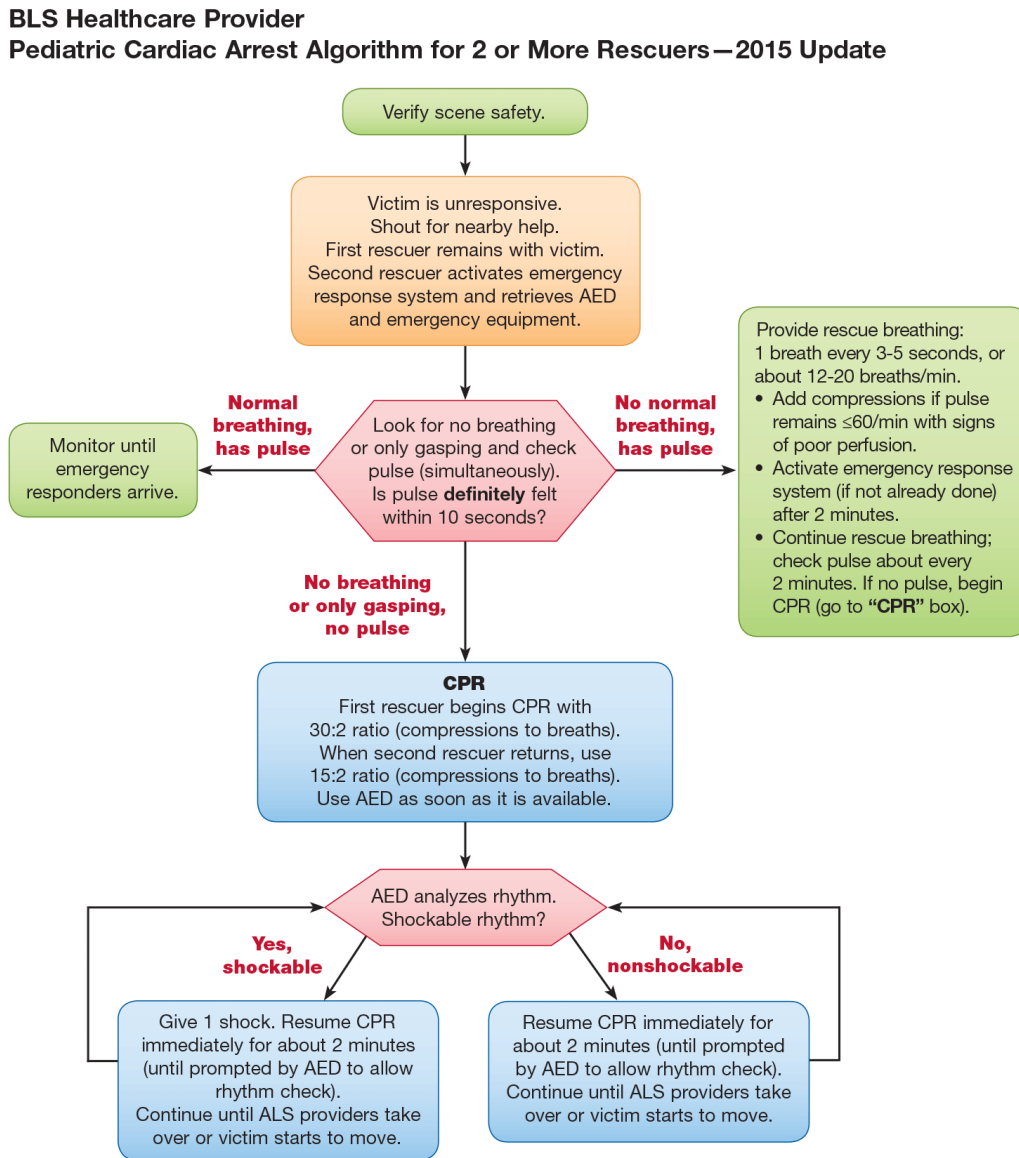 BLS Healthcare Provider
Pediatric Cardiac Arrest Algorithm for 2 or More Rescuers—2015 Update
Verify scene safety.
Victim is unresponsive.
Shout for nearby help.
First rescuer remains with victim.
Second rescuer activates emergency
response system and retrieves AED
and emergency equipment.
Normal
breathing,
has pulse
Monitor until
emergency
responders arrive.
Look for no breathing
or only gasping and check
pulse (simultaneously).
Is pulse definitely felt
within 10 seconds?
No normal
breathing,
has pulse
Provide rescue breathing:
1 breath every 3-5 seconds, or
about 12-20 breaths/min.
• Add compressions if pulse
remains ≤60/min with signs
of poor perfusion.
• Activate emergency response
system (if not already done)
after 2 minutes.
• Continue rescue breathing;
check pulse about every
2 minutes. If no pulse, begin
CPR (go to “CPR” box).
No breathing
or only gasping,
no pulse
CPR
First rescuer begins CPR with
30:2 ratio (compressions to breaths).
When second rescuer returns, use
15:2 ratio (compressions to breaths).
Use AED as soon as it is available.
AED analyzes rhythm.
Shockable rhythm?
Yes,
shockable
No,
nonshockable
Give 1 shock. Resume CPR
immediately for about 2 minutes
(until prompted by AED to allow
rhythm check).
Continue until ALS providers take
over or victim starts to move.
Resume CPR immediately for
about 2 minutes (until prompted
by AED to allow rhythm check).
Continue until ALS providers take
over or victim starts to move.